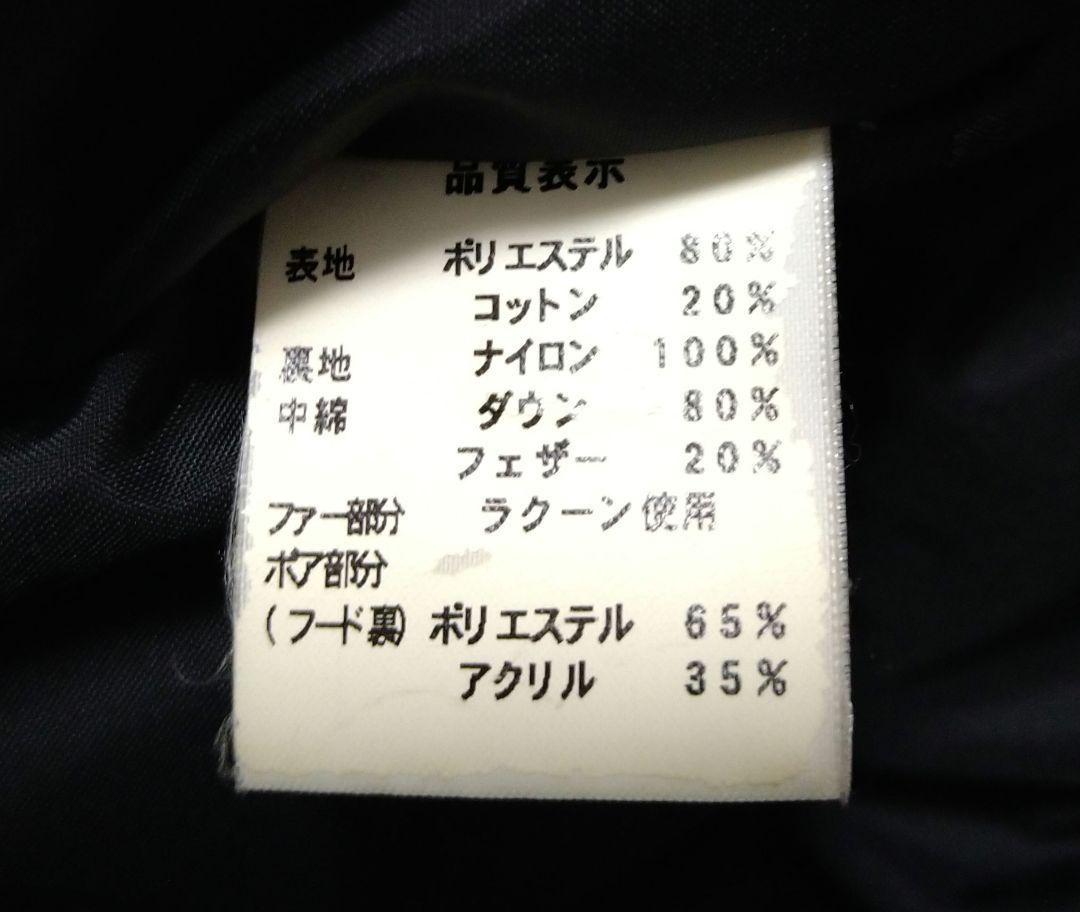 品質表示
表地 ポリエステル 80%
コットン 20%
裏地 ナイロン 100%
中綿 ダウン 80%
フェザー 20%
ファー部分 ラクーン使用
ボア部分
(フード裏) ポリエステル 65%
アクリル 35%